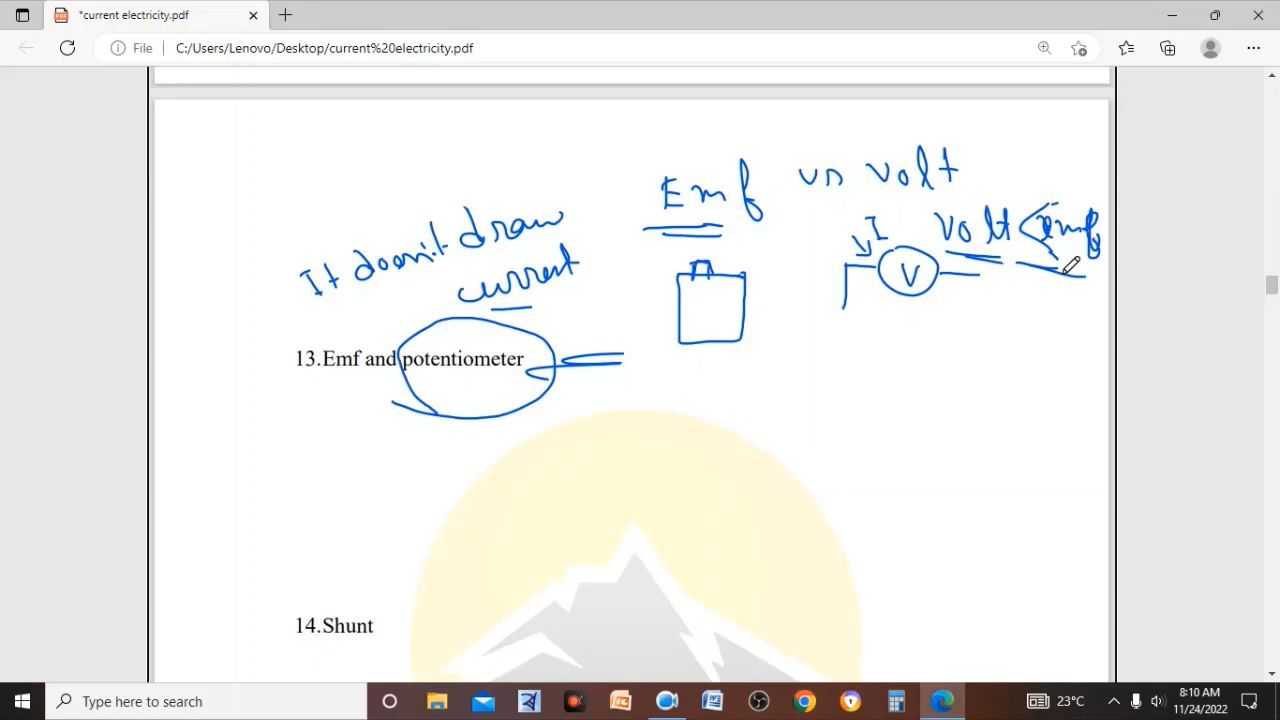 *current electricity.pdf
File
C:/Users/Lenovo/Desktop/current%20electricity.pdf
Emf vs volt
It doesn't draw
current
I
Volt < emf
V
13.Emf and potentiometer
14.Shunt
Type here to search
23°C
8:10 AM
11/24/2022